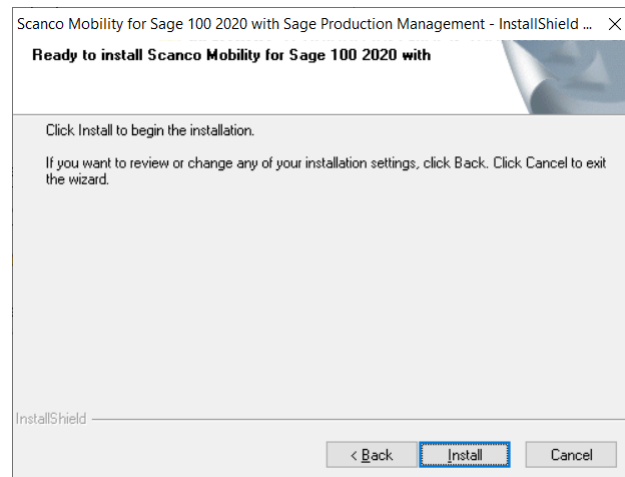 Scanco Mobility for Sage 100 2020 with Sage Production Management - InstallShield ...
Ready to install Scanco Mobility for Sage 100 2020 with
Click Install to begin the installation.
If you want to review or change any of your installation settings, click Back. Click Cancel to exit
the wizard.
InstallShield
< Back Install Cancel